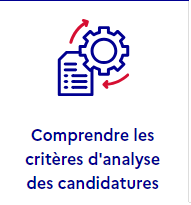 Comprendre les
critères d'analyse
des candidatures